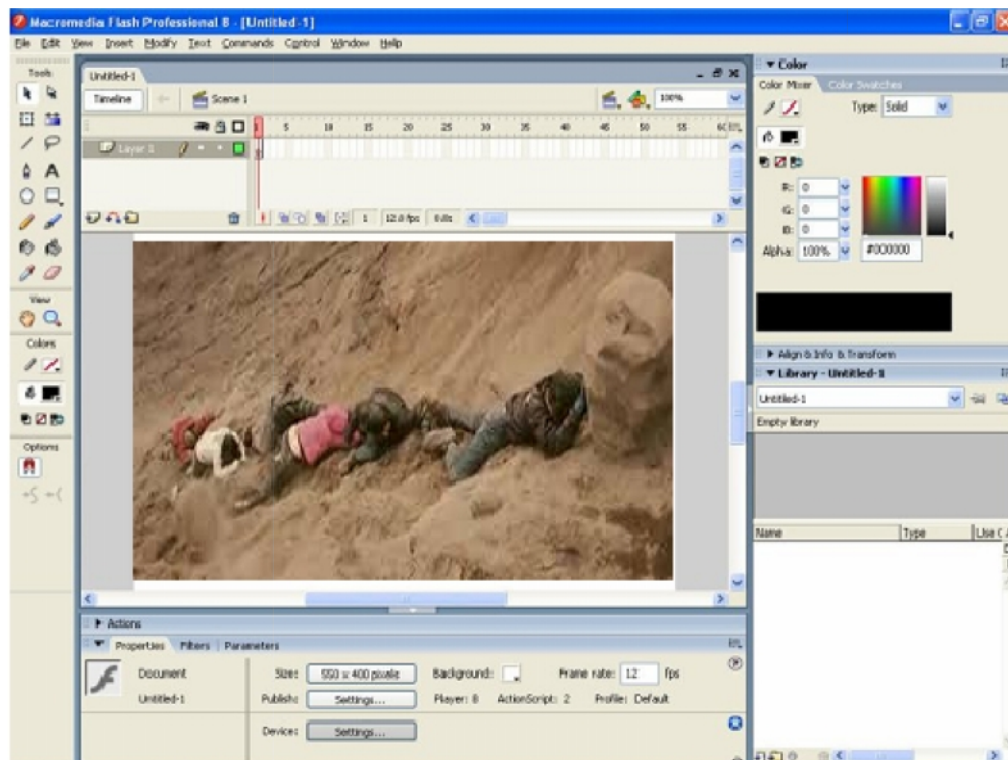 Macromedia Flash Professional 8 - [Untitled-1]
File Edit View Insert Modify Text Commands Control Window Help
Tools
View
Colors
Options
Untitled-1
Timeline Scene 1 100%
1 5 10 15 20 25 30 35 40 45 50 55 60
Layer 1
1 12.0 fps 0.0s
Actions
Properties Filters Parameters
Document Size: 550 x 400 pixels Background: Frame rate: 12 fps
Untitled-1 Publish: Settings... Player: 8 ActionScript: 2 Profile: Default
Device: Settings...
Color
Color Mixer Color Swatches
Type: Solid
R: 0
G: 0
B: 0
Alpha: 100% #000000
Align & Info & Transform
Library - Untitled-1
Untitled-1
Empty library
Name Type Use C